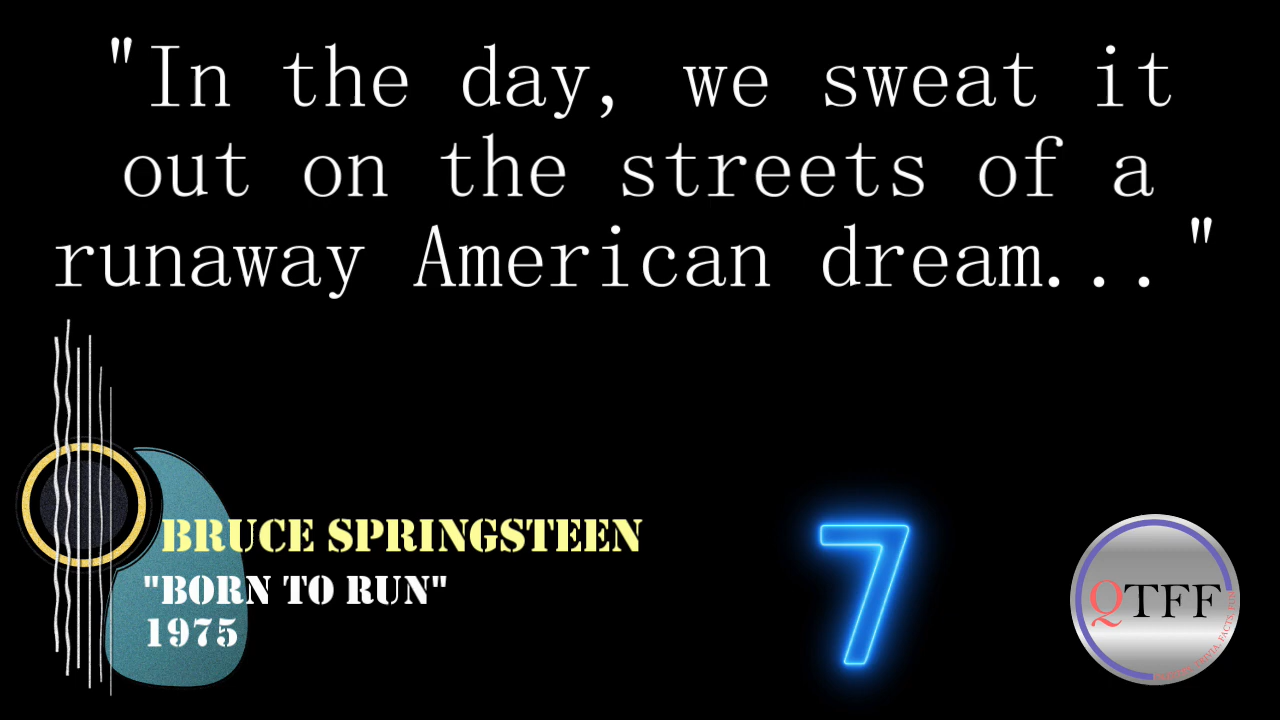 "In the day, we sweat it
out on the streets of a
runaway American dream..."
BRUCE SPRINGSTEEN
"BORN TO RUN"
1975
7
QTFF